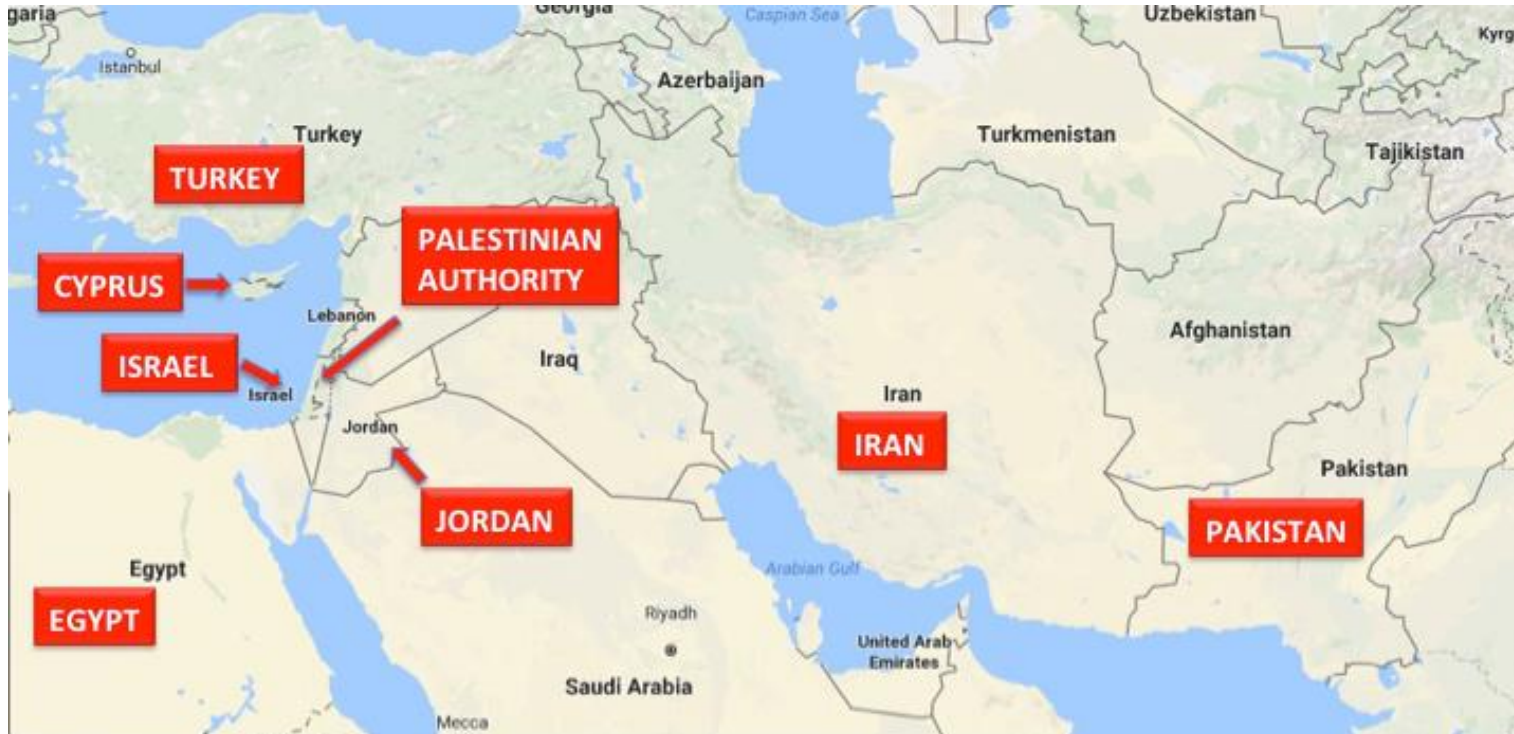 garia
Georgia
Caspian Sea
Uzbekistan
Kyrg
Istanbul
Azerbaijan
Turkey
Turkmenistan
Tajikistan
TURKEY
PALESTINIAN
AUTHORITY
CYPRUS
Lebanon
Afghanistan
ISRAEL
Iraq
Israel
Iran
Jordan
IRAN
Pakistan
JORDAN
PAKISTAN
Egypt
Arabian Gulf
EGYPT
Riyadh
United Arab
Emirates
Saudi Arabia
Mecca